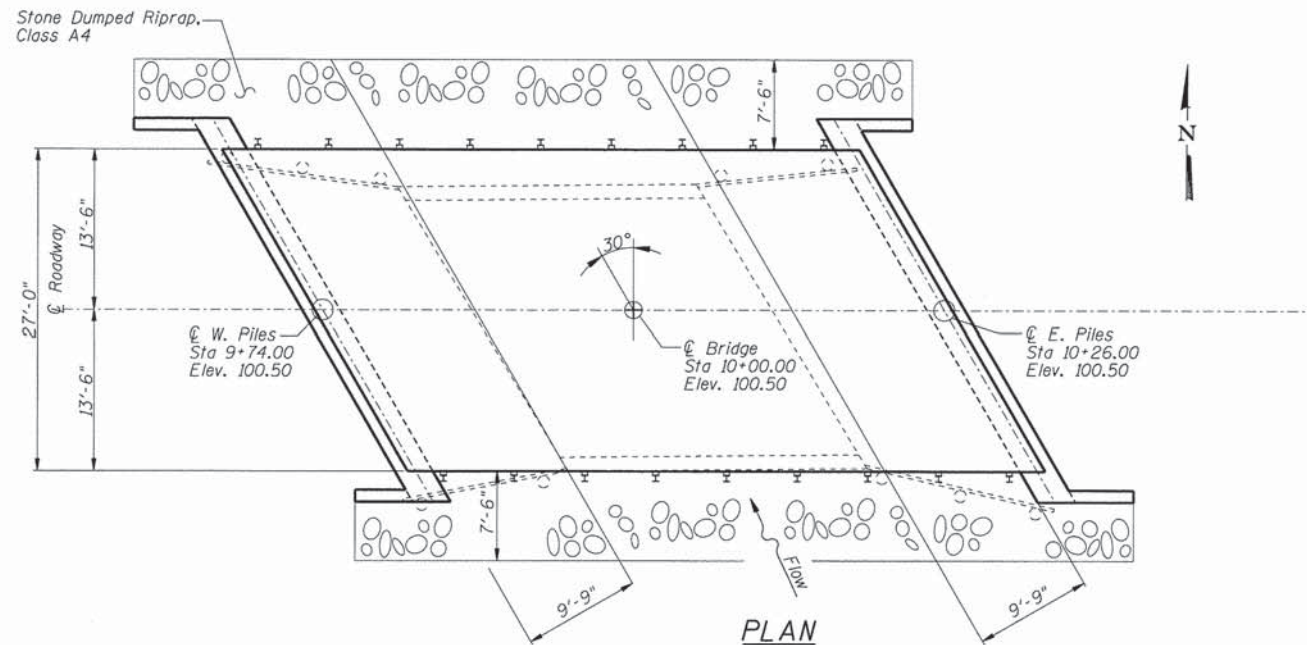 Stone Dumped Riprap,
Class A4
7'-6"
N
13'-6"
27'-0"
℄ Roadway
30°
℄ W. Piles
Sta 9+74.00
Elev. 100.50
℄ Bridge
Sta 10+00.00
Elev. 100.50
℄ E. Piles
Sta 10+26.00
Elev. 100.50
13'-6"
7'-6"
Flow
9'-9"
9'-9"
PLAN